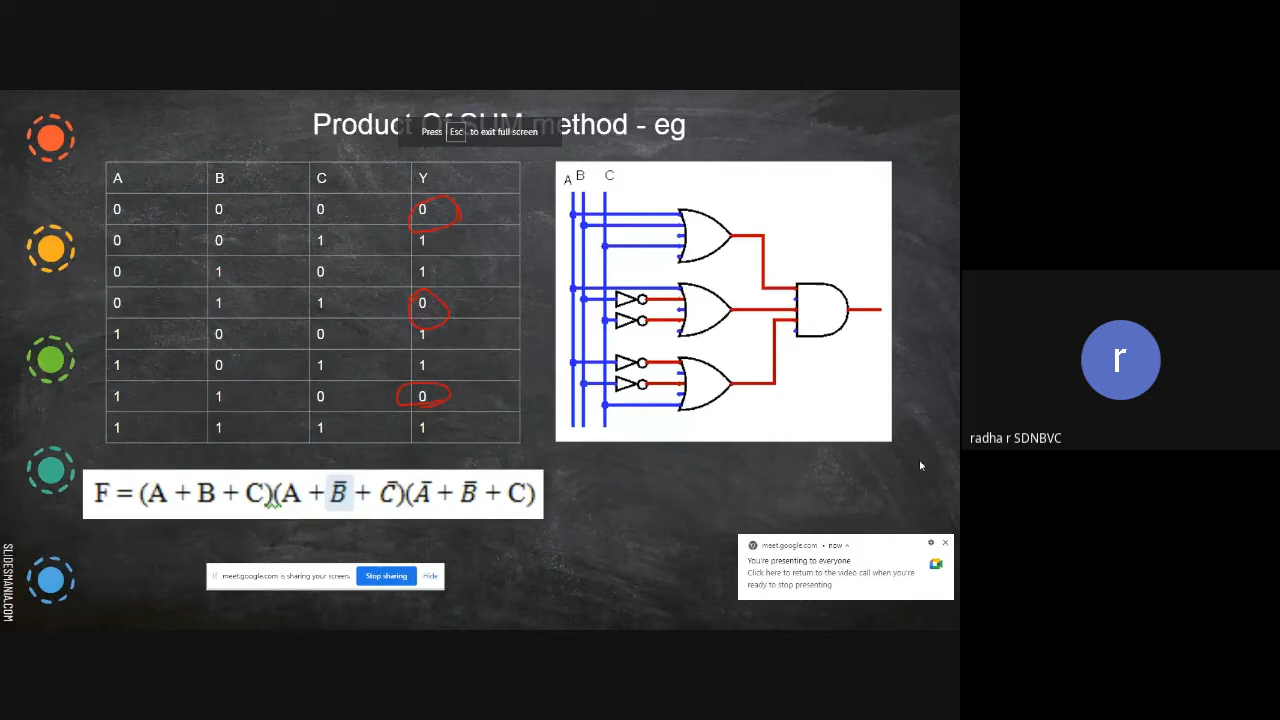 Product Of SUM method - eg
Press Esc to exit full screen
A B C Y
0 0 0 0
0 0 1 1
0 1 0 1
0 1 1 0
1 0 0 1
1 0 1 1
1 1 0 0
1 1 1 1
A B C
F = (A + B + C)(A + B̄ + C̄)(Ā + B̄ + C)
meet.google.com is sharing your screen. Stop sharing Hide
meet.google.com • now
You're presenting to everyone
Click here to return to the video call when you're
ready to stop presenting
SLIDESMANIA.COM
r
radha r SDNBVC